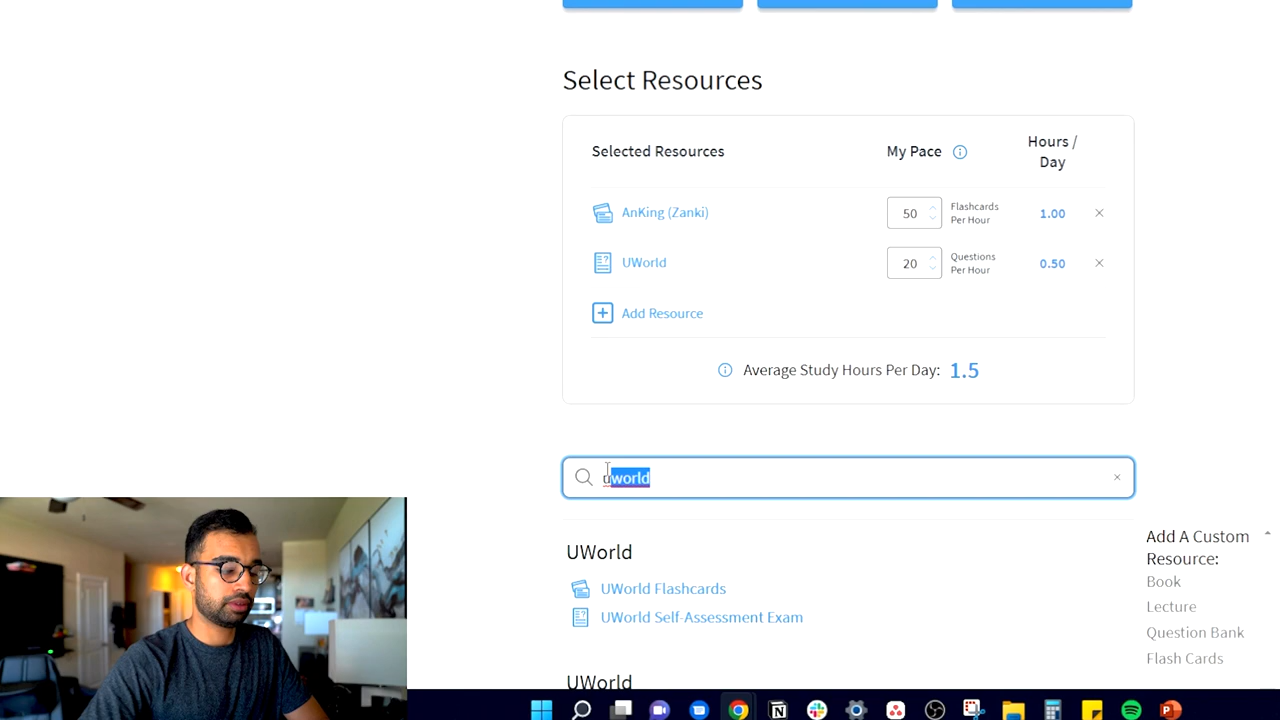 Select Resources
Selected Resources
My Pace
Hours /
Day
AnKing (Zanki)
50
Flashcards
Per Hour
1.00
UWorld
20
Questions
Per Hour
0.50
Add Resource
Average Study Hours Per Day: 1.5
uworld
UWorld
UWorld Flashcards
UWorld Self-Assessment Exam
UWorld
Add A Custom
Resource:
Book
Lecture
Question Bank
Flash Cards